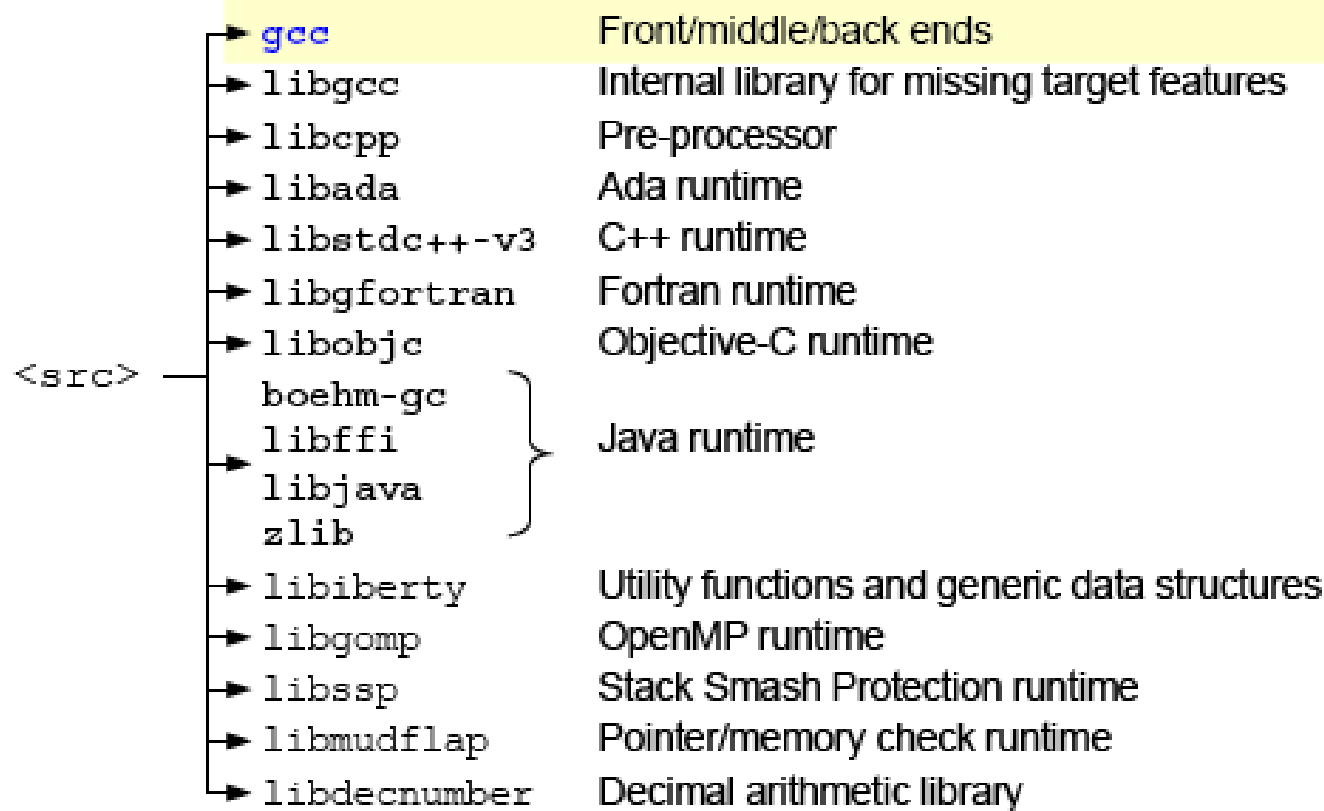 gcc Front/middle/back ends
libgcc Internal library for missing target features
libcpp Pre-processor
libada Ada runtime
libstdc++-v3 C++ runtime
libgfortran Fortran runtime
libobjc Objective-C runtime
<src>
boehm-gc
libffi Java runtime
libjava
zlib
libiberty Utility functions and generic data structures
libgomp OpenMP runtime
libssp Stack Smash Protection runtime
libmudflap Pointer/memory check runtime
libdecnumber Decimal arithmetic library